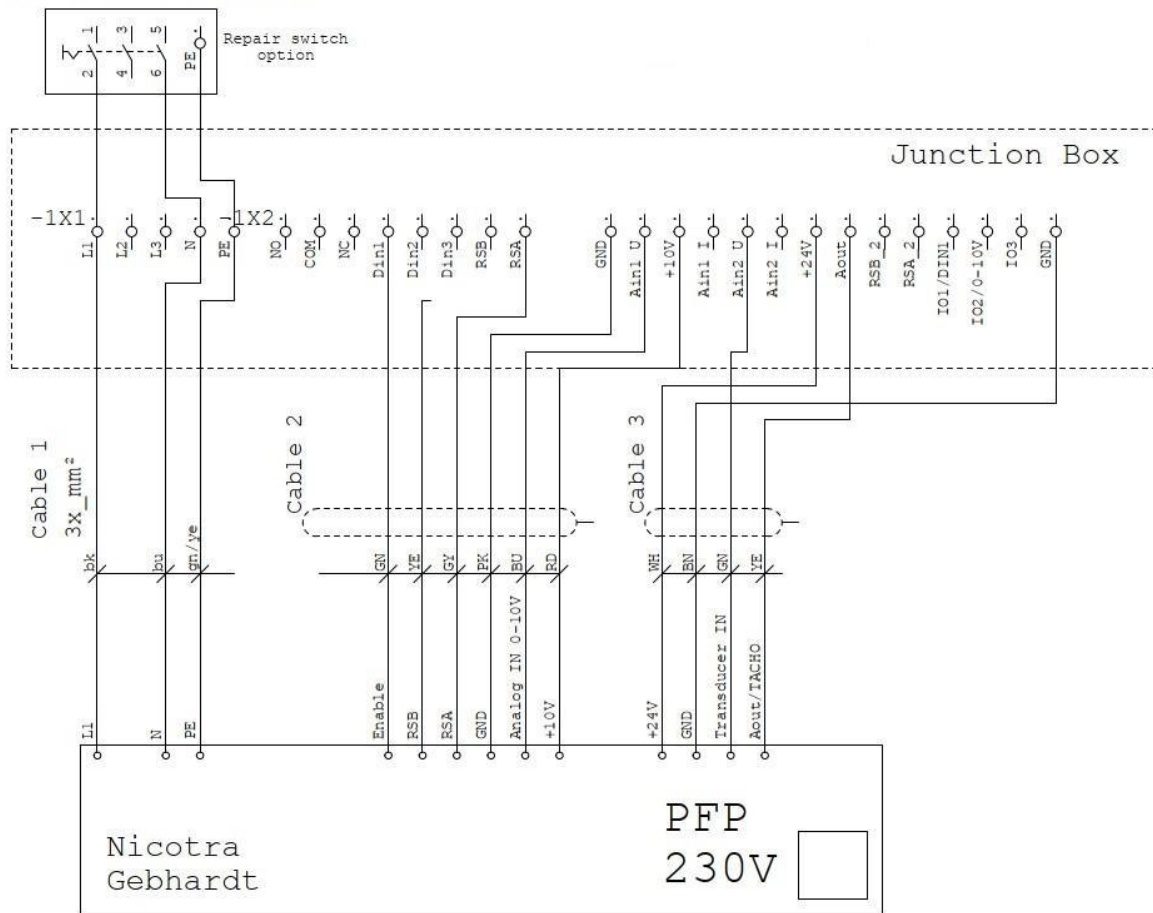 1
3
5
.
2
4
6
PE
Repair switch
option
Junction Box
-1X1
L1
L2
L3
N
PE
-1X2
NO
COM
NC
Din1
Din2
Din3
RSB
RSA
GND
Ain1 U
+10V
Ain1 I
Ain2 U
Ain2 I
+24V
Aout
RSB_2
RSA_2
IO1/DIN1
IO2/0-10V
IO3
GND
Cable 1
3x_mm²
Cable 2
Cable 3
bk
bu
gn/ye
GN
YE
GY
PK
BU
RD
WH
BN
GN
YE
L1
N
PE
Enable
RSB
RSA
GND
Analog IN 0-10V
+10V
+24V
GND
Transducer IN
Aout/TACHO
Nicotra
Gebhardt
PFP
230V